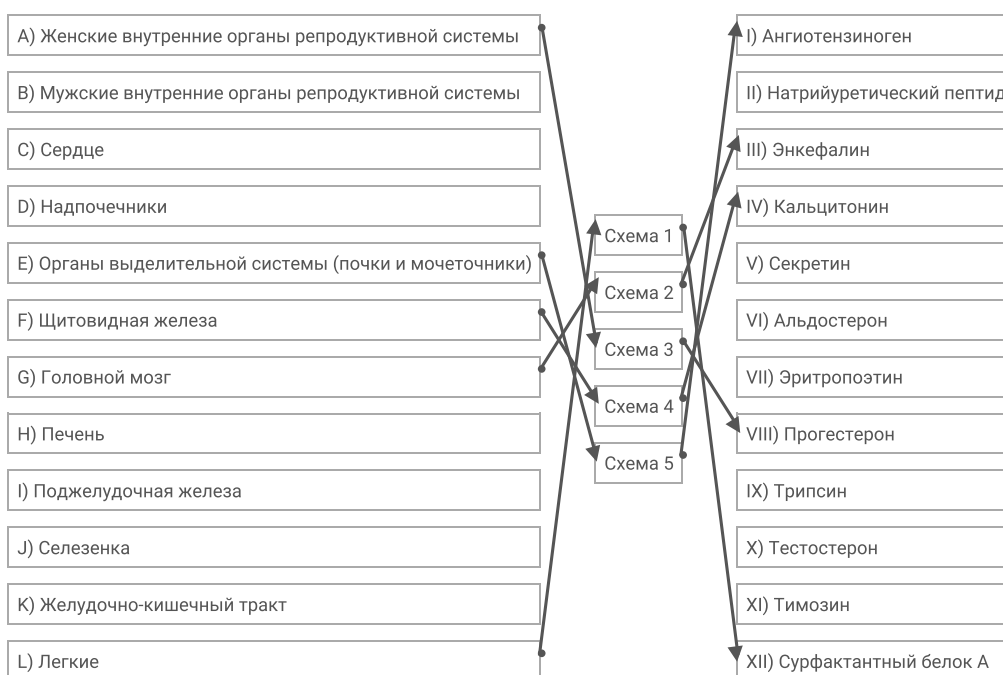 A) Женские внутренние органы репродуктивной системы
B) Мужские внутренние органы репродуктивной системы
C) Сердце
D) Надпочечники
E) Органы выделительной системы (почки и мочеточники)
F) Щитовидная железа
G) Головной мозг
H) Печень
I) Поджелудочная железа
J) Селезенка
K) Желудочно-кишечный тракт
L) Легкие
Схема 1
Схема 2
Схема 3
Схема 4
Схема 5
I) Ангиотензиноген
II) Натрийуретический пептид
III) Энкефалин
IV) Кальцитонин
V) Секретин
VI) Альдостерон
VII) Эритропоэтин
VIII) Прогестерон
IX) Трипсин
X) Тестостерон
XI) Тимозин
XII) Сурфактантный белок А